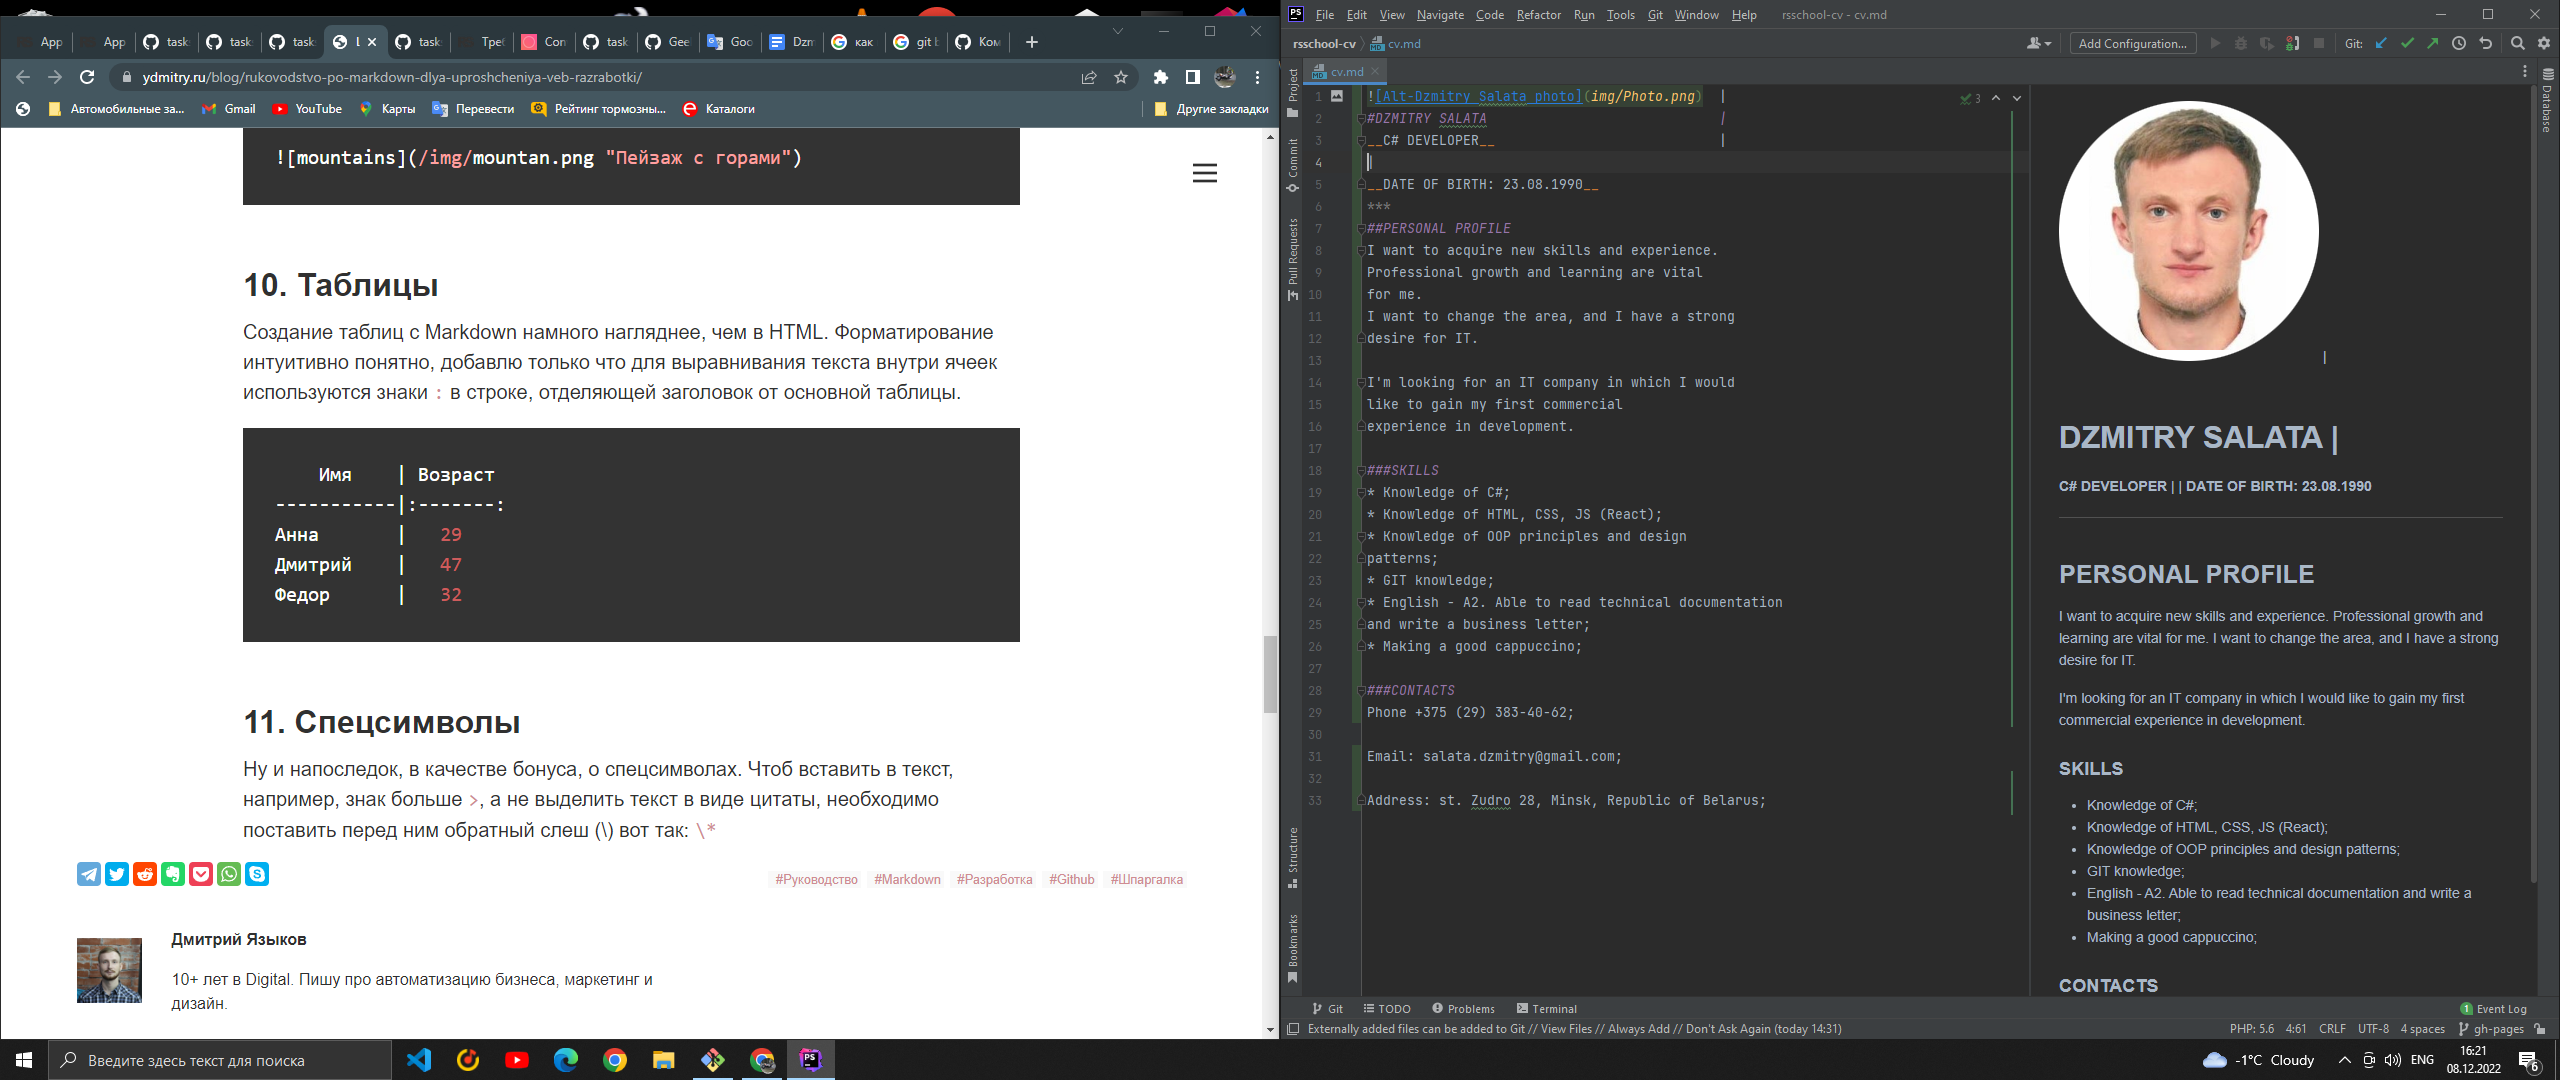 App
App
task
task
task
L
task
Треб
Con
task
Gee
Goo
Dzm
как
git b
Ком
ydmitry.ru/blog/rukovodstvo-po-markdown-dlya-uproshcheniya-veb-razrabotki/
Автомобильные за...
Gmail
YouTube
Карты
Перевести
Рейтинг тормозны...
Каталоги
Другие закладки
![mountains](/img/mountan.png "Пейзаж с горами")
10. Таблицы
Создание таблиц с Markdown намного нагляднее, чем в HTML. Форматирование
интуитивно понятно, добавлю только что для выравнивания текста внутри ячеек
используются знаки : в строке, отделяющей заголовок от основной таблицы.
Имя | Возраст
-----------|:-------:
Анна | 29
Дмитрий | 47
Федор | 32
11. Спецсимволы
Ну и напоследок, в качестве бонуса, о спецсимволах. Чтоб вставить в текст,
например, знак больше >, а не выделить текст в виде цитаты, необходимо
поставить перед ним обратный слеш (\) вот так: \*
#Руководство #Markdown #Разработка #Github #Шпаргалка
Дмитрий Языков
10+ лет в Digital. Пишу про автоматизацию бизнеса, маркетинг и
дизайн.
PS File Edit View Navigate Code Refactor Run Tools Git Window Help rsschool-cv - cv.md
rsschool-cv cv.md Add Configuration... Git:
cv.md
Project
Commit
Pull Requests
Structure
Bookmarks
Database
3
1 ![Alt-Dzmitry Salata photo](img/Photo.png) |
2 #DZMITRY SALATA |
3 __C# DEVELOPER__ |
4 |
5 __DATE OF BIRTH: 23.08.1990__
6 ***
7 ##PERSONAL PROFILE
8 I want to acquire new skills and experience.
9 Professional growth and learning are vital
10 for me.
11 I want to change the area, and I have a strong
12 desire for IT.
13
14 I'm looking for an IT company in which I would
15 like to gain my first commercial
16 experience in development.
17
18 ###SKILLS
19 * Knowledge of C#;
20 * Knowledge of HTML, CSS, JS (React);
21 * Knowledge of OOP principles and design
22 patterns;
23 * GIT knowledge;
24 * English - A2. Able to read technical documentation
25 and write a business letter;
26 * Making a good cappuccino;
27
28 ###CONTACTS
29 Phone +375 (29) 383-40-62;
30
31 Email: salata.dzmitry@gmail.com;
32
33 Address: st. Zudro 28, Minsk, Republic of Belarus;
|
DZMITRY SALATA |
C# DEVELOPER | | DATE OF BIRTH: 23.08.1990
PERSONAL PROFILE
I want to acquire new skills and experience. Professional growth and
learning are vital for me. I want to change the area, and I have a strong
desire for IT.
I'm looking for an IT company in which I would like to gain my first
commercial experience in development.
SKILLS
• Knowledge of C#;
• Knowledge of HTML, CSS, JS (React);
• Knowledge of OOP principles and design patterns;
• GIT knowledge;
• English - A2. Able to read technical documentation and write a
business letter;
• Making a good cappuccino;
CONTACTS
Git TODO Problems Terminal 1 Event Log
Externally added files can be added to Git // View Files // Always Add // Don't Ask Again (today 14:31) PHP: 5.6 4:61 CRLF UTF-8 4 spaces gh-pages
Введите здесь текст для поиска
PS
-1°C Cloudy
ENG
16:21
08.12.2022
6